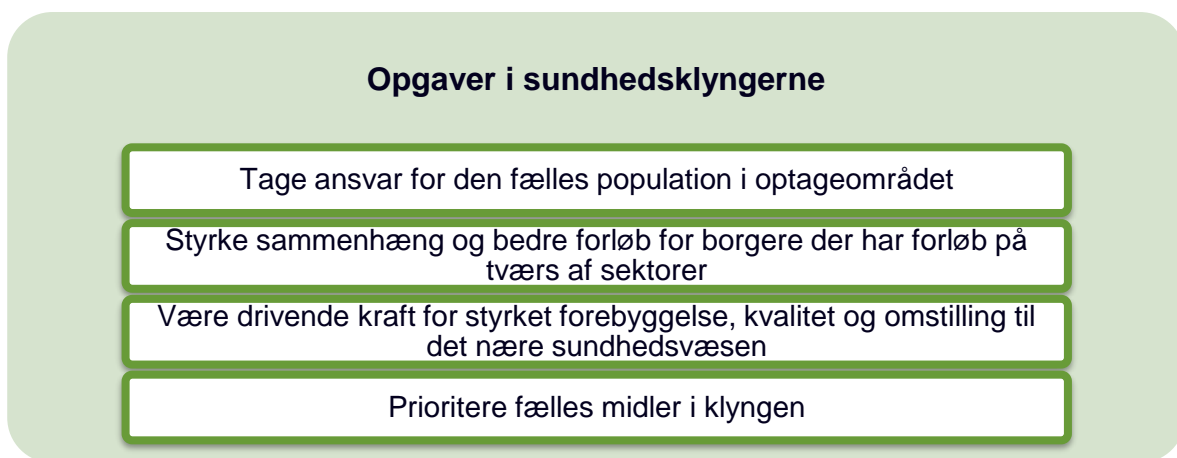 Opgaver i sundhedsklyngerne
Tage ansvar for den fælles population i optageområdet
Styrke sammenhæng og bedre forløb for borgere der har forløb på
tværs af sektorer
Være drivende kraft for styrket forebyggelse, kvalitet og omstilling til
det nære sundhedsvæsen
Prioritere fælles midler i klyngen